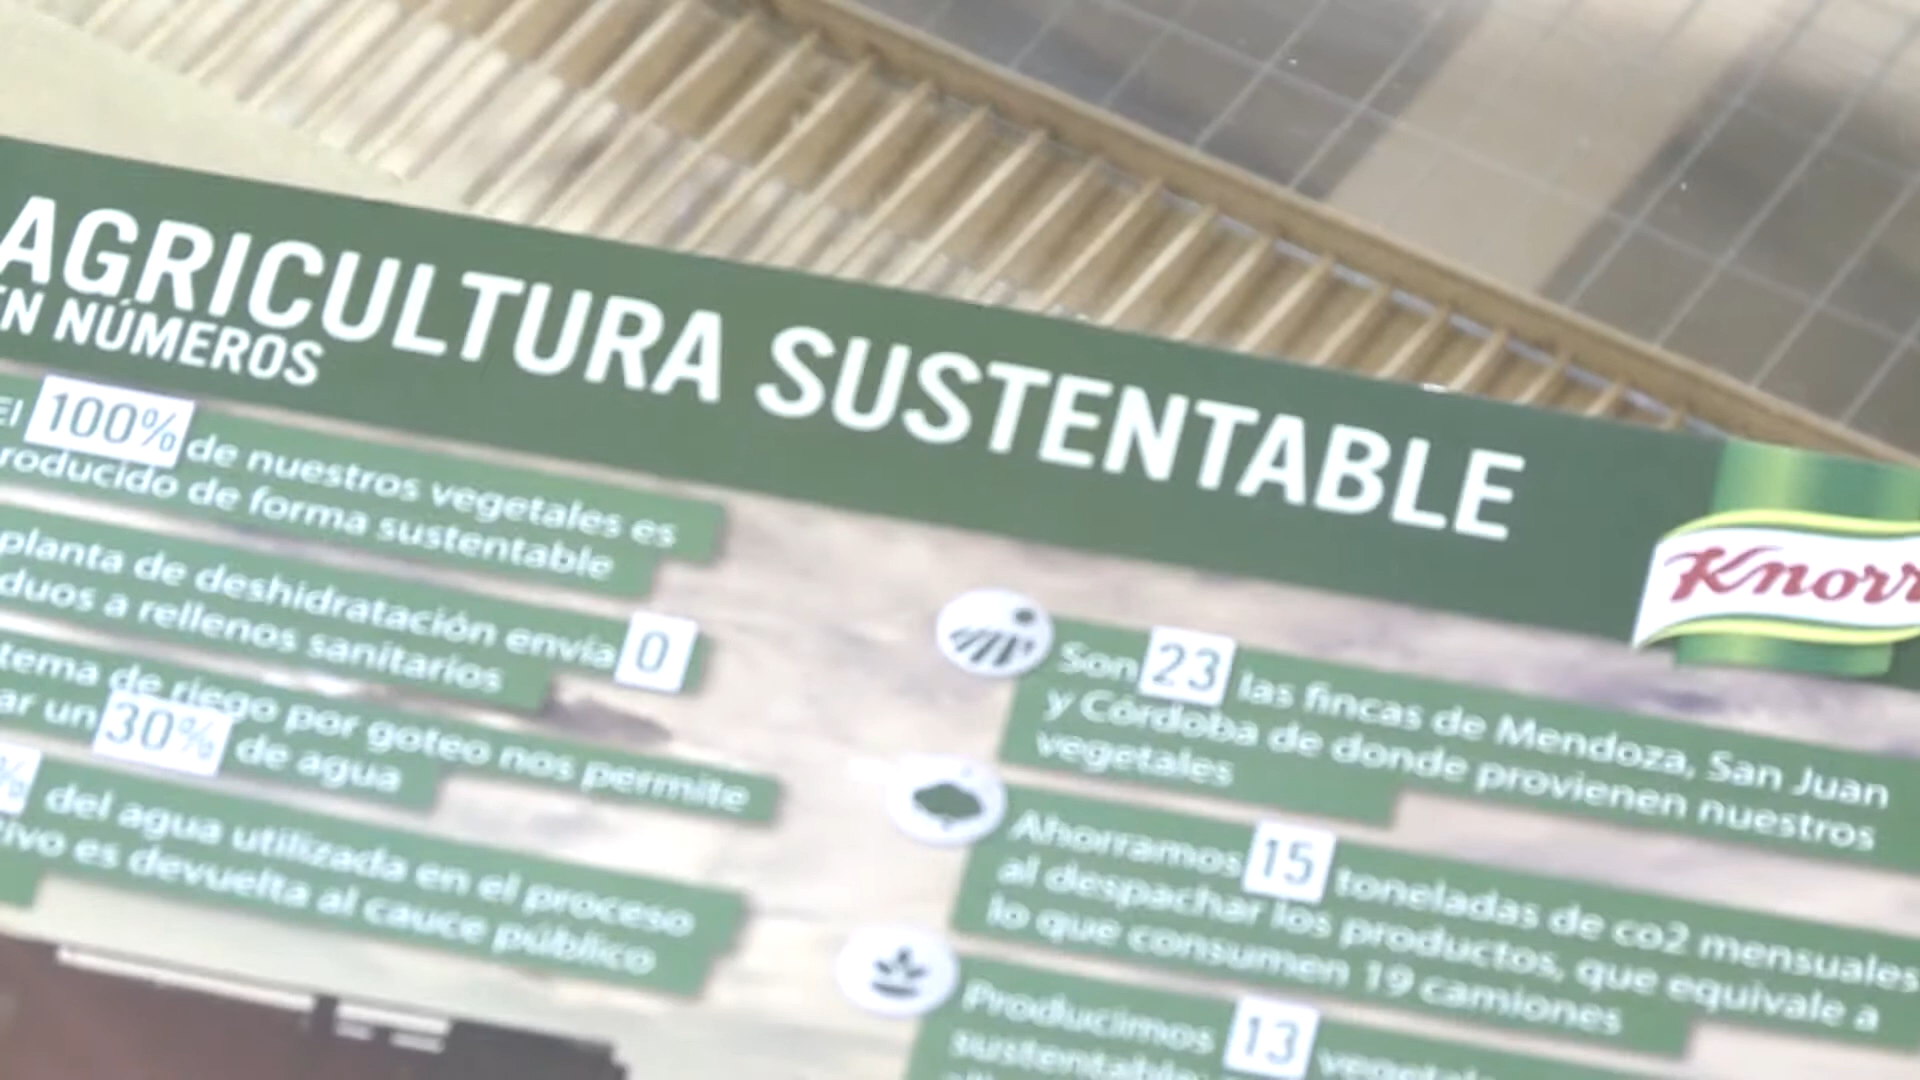 AGRICULTURA SUSTENTABLE
EN NÚMEROS
El 100% de nuestros vegetales es
roducido de forma sustentable
planta de deshidratación envía 0
duos a rellenos sanitarios
tema de riego por goteo nos permite
ar un 30% de agua
% del agua utilizada en el proceso
tivo es devuelta al cauce público
Knorr
Son 23 las fincas de Mendoza, San Juan
y Córdoba de donde provienen nuestros
vegetales
Ahorramos 15 toneladas de co2 mensuales
al despachar los productos, que equivale a
lo que consumen 19 camiones
Producimos 13 vegetal
sustentable